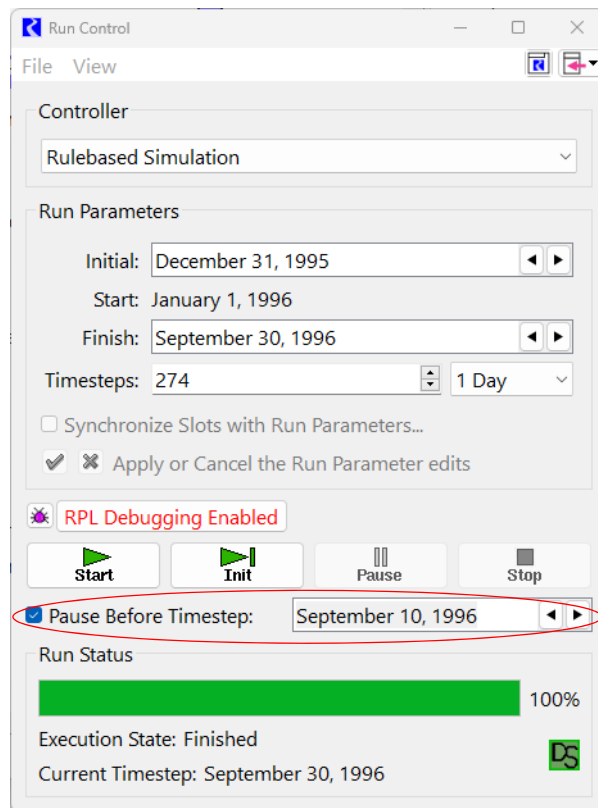 Run Control
File View
Controller
Rulebased Simulation
Run Parameters
Initial: December 31, 1995
Start: January 1, 1996
Finish: September 30, 1996
Timesteps: 274 1 Day
Synchronize Slots with Run Parameters...
Apply or Cancel the Run Parameter edits
RPL Debugging Enabled
Start Init Pause Stop
Pause Before Timestep: September 10, 1996
Run Status
100%
Execution State: Finished
DS
Current Timestep: September 30, 1996